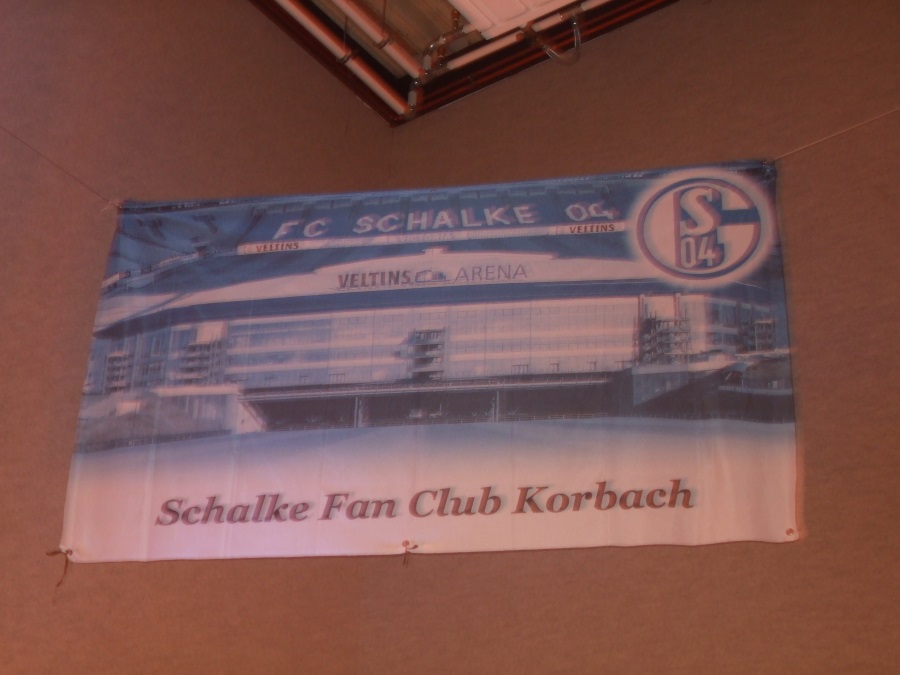 FC SCHALKE 04
VELTINS
VELTINS
VELTINS ARENA
S
04
Schalke Fan Club Korbach